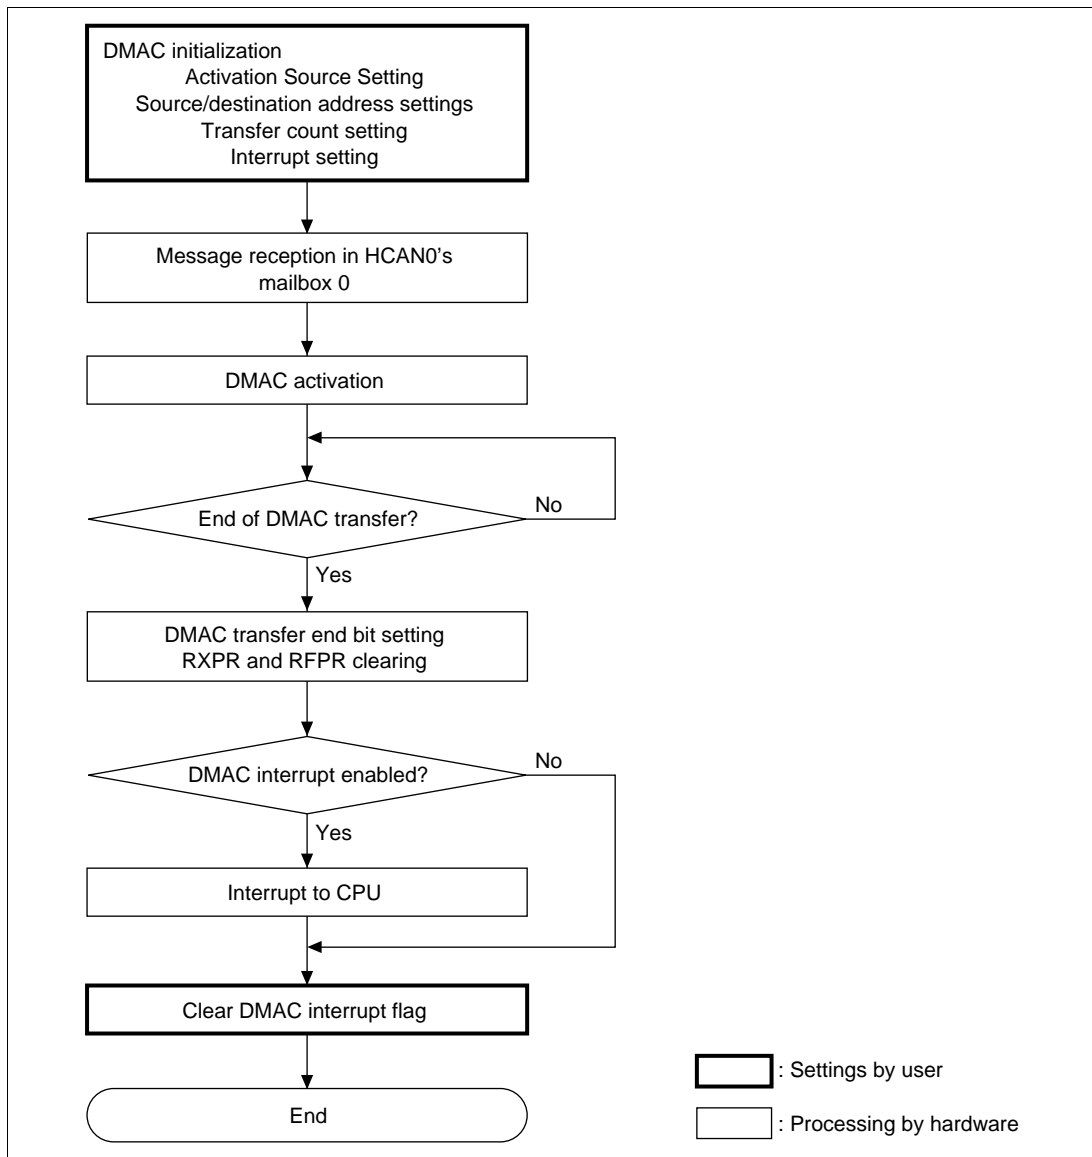 DMAC initialization
Activation Source Setting
Source/destination address settings
Transfer count setting
Interrupt setting
Message reception in HCAN0's
mailbox 0
DMAC activation
End of DMAC transfer?
No
Yes
DMAC transfer end bit setting
RXPR and RFPR clearing
DMAC interrupt enabled?
No
Yes
Interrupt to CPU
Clear DMAC interrupt flag
End
: Settings by user
: Processing by hardware